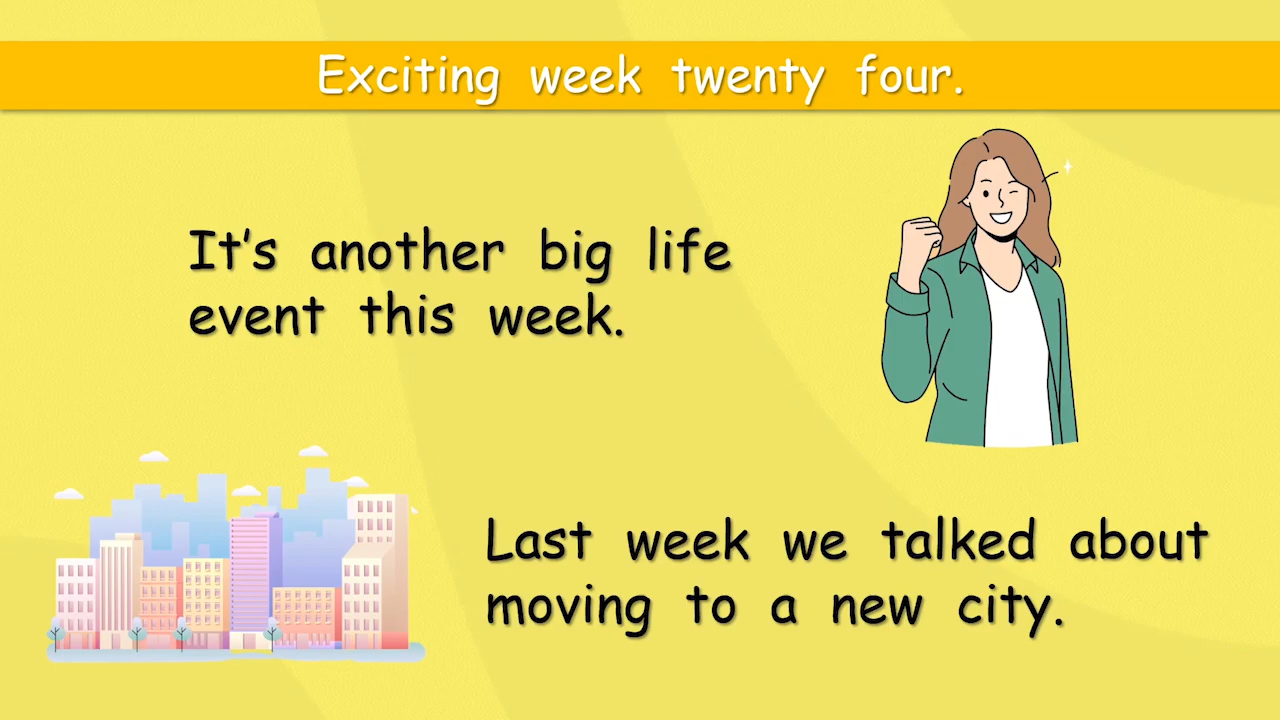 Exciting week twenty four.
It's another big life
event this week.
Last week we talked about
moving to a new city.